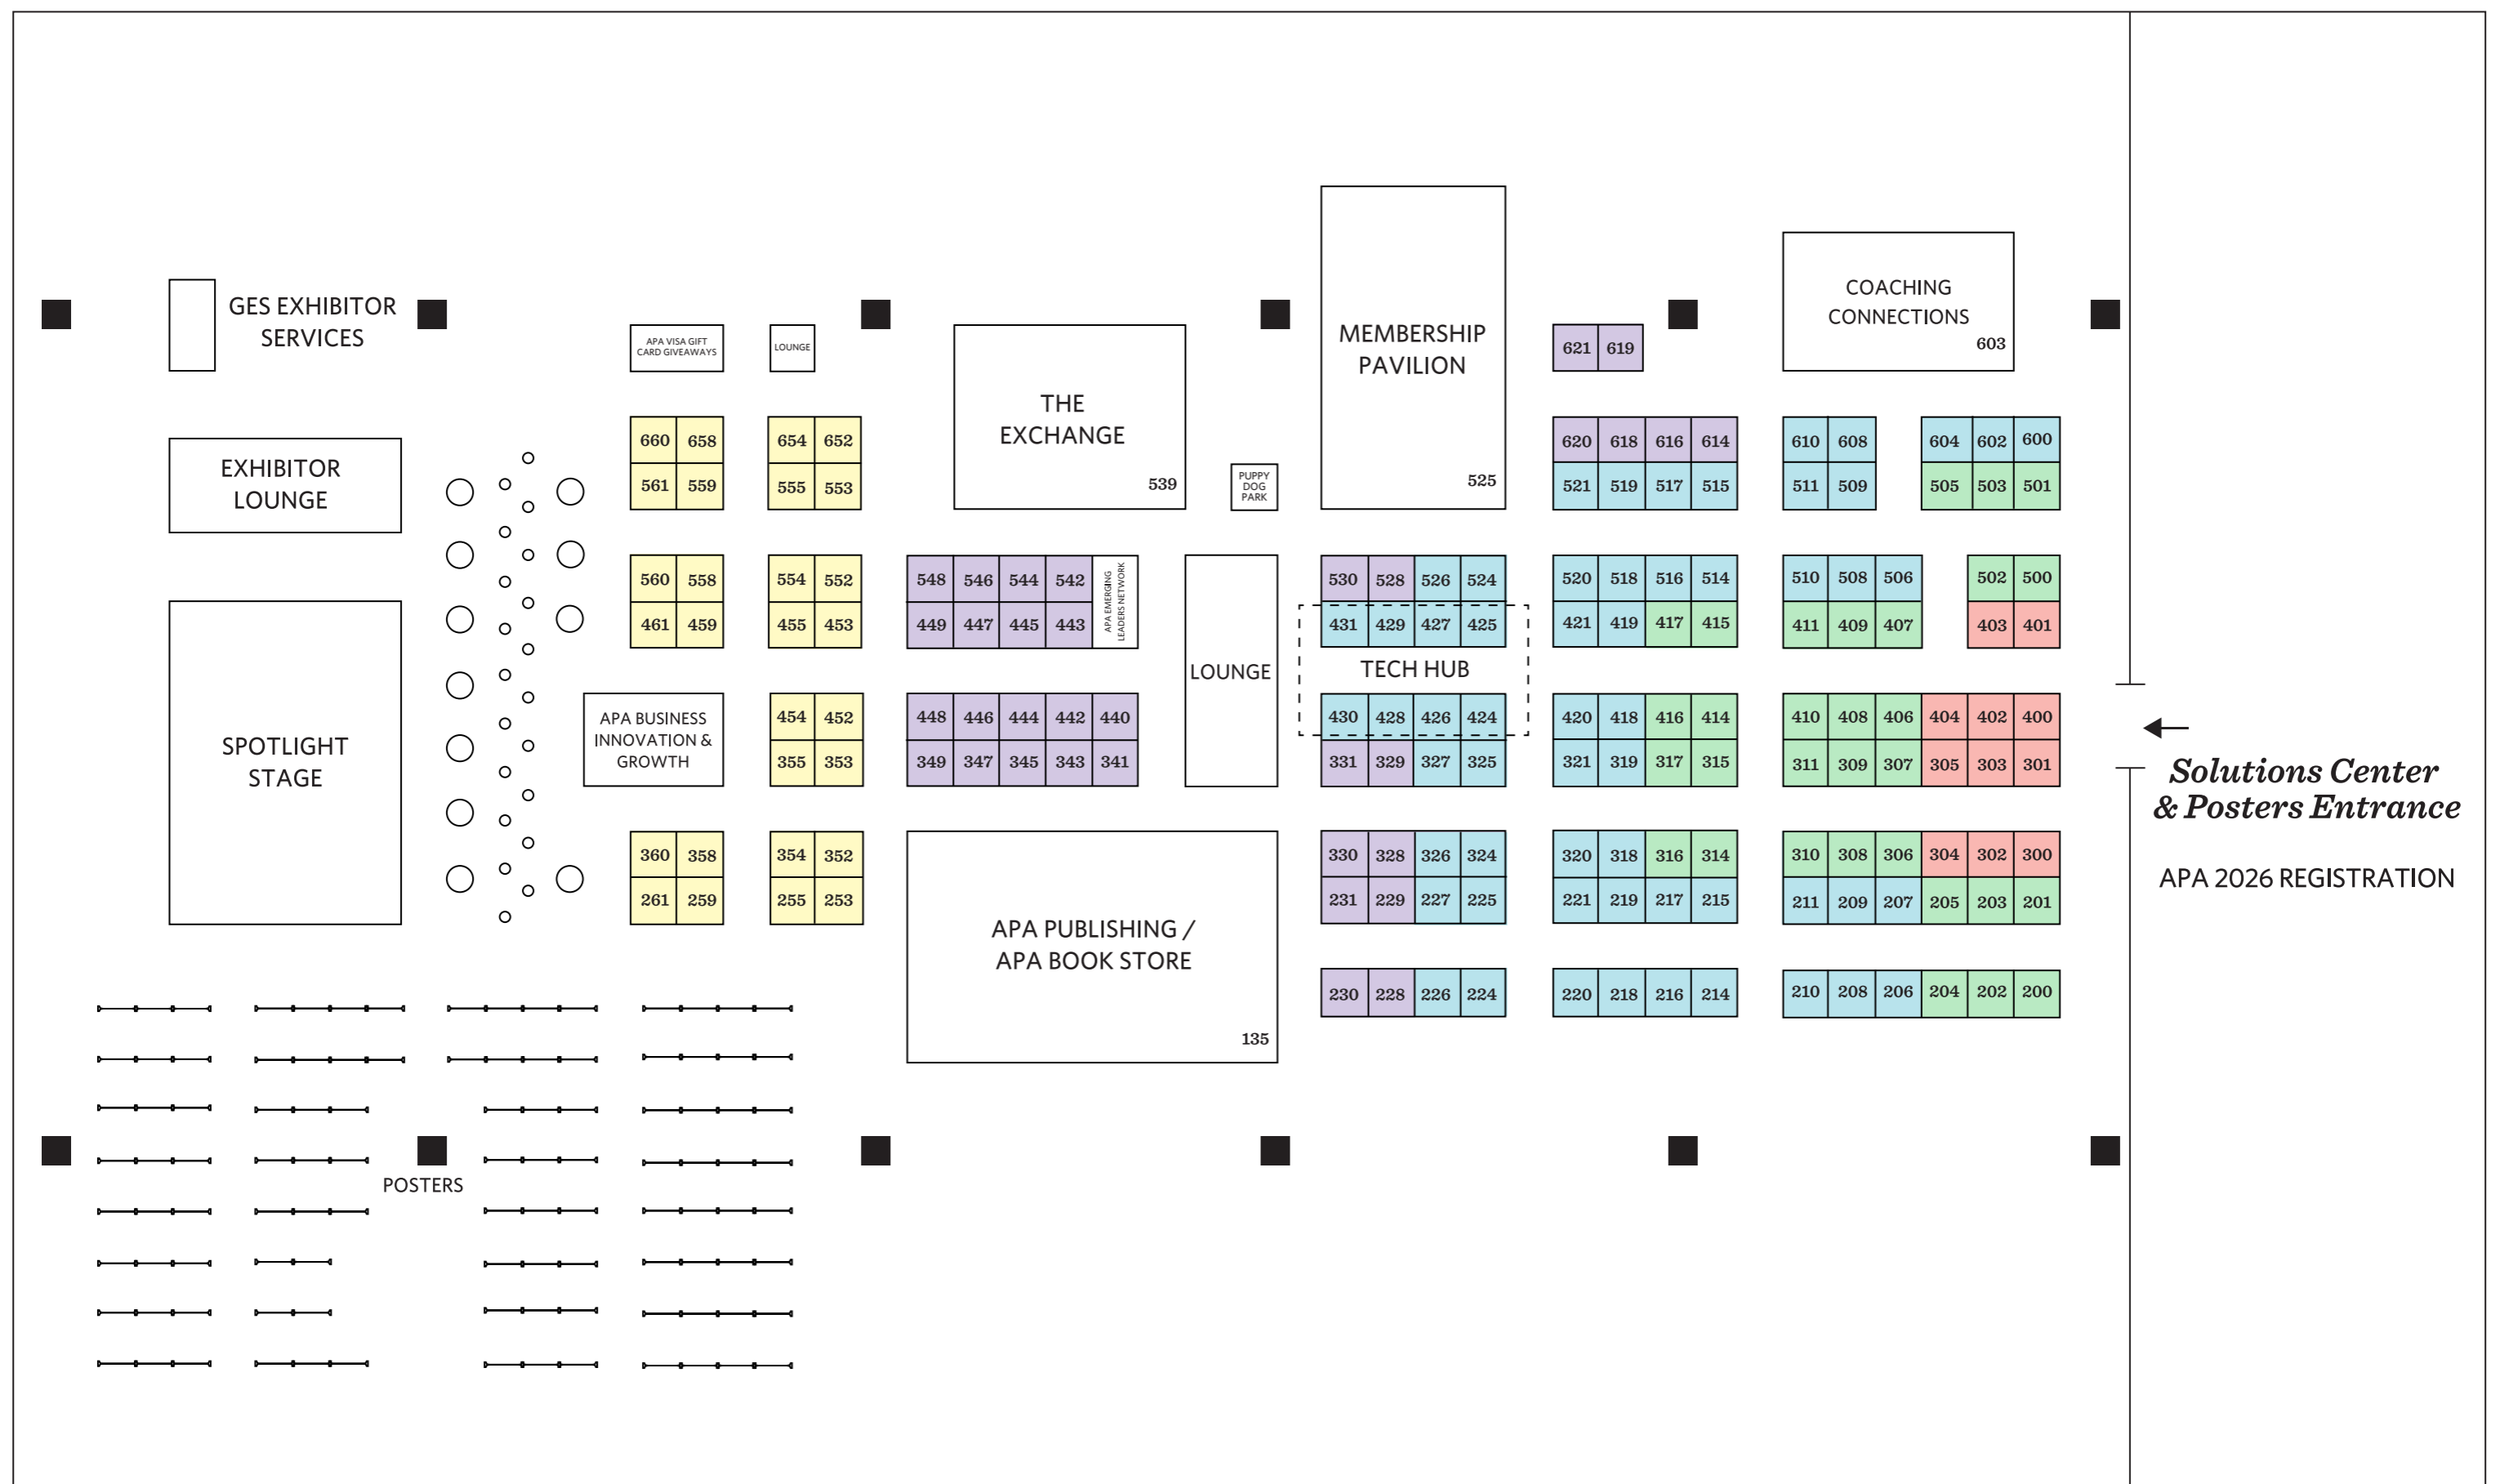 COACHING
CONNECTIONS
603
GES EXHIBITOR
SERVICES
APA VISA GIFT
CARD GIVEAWAYS
LOUNGE
MEMBERSHIP
PAVILION
525
621 619
THE
EXCHANGE
539
660 658
654 652
620 618 616 614
610 608
604 602 600
EXHIBITOR
LOUNGE
561 559
555 553
PUPPY
DOG
PARK
521 519 517 515
511 509
505 503 501
560 558
554 552
548 546 544 542
APA EMERGING
LEADERS NETWORK
530 528 526 524
520 518 516 514
510 508 506
502 500
461 459
455 453
449 447 445 443
431 429 427 425
421 419 417 415
411 409 407
403 401
LOUNGE
TECH HUB
SPOTLIGHT
STAGE
APA BUSINESS
INNOVATION &
GROWTH
454 452
448 446 444 442 440
430 428 426 424
420 418 416 414
410 408 406 404 402 400
355 353
349 347 345 343 341
331 329 327 325
321 319 317 315
311 309 307 305 303 301
Solutions Center
& Posters Entrance
APA 2026 REGISTRATION
360 358
354 352
330 328 326 324
320 318 316 314
310 308 306 304 302 300
261 259
255 253
231 229 227 225
221 219 217 215
211 209 207 205 203 201
APA PUBLISHING /
APA BOOK STORE
135
230 228 226 224
220 218 216 214
210 208 206 204 202 200
POSTERS